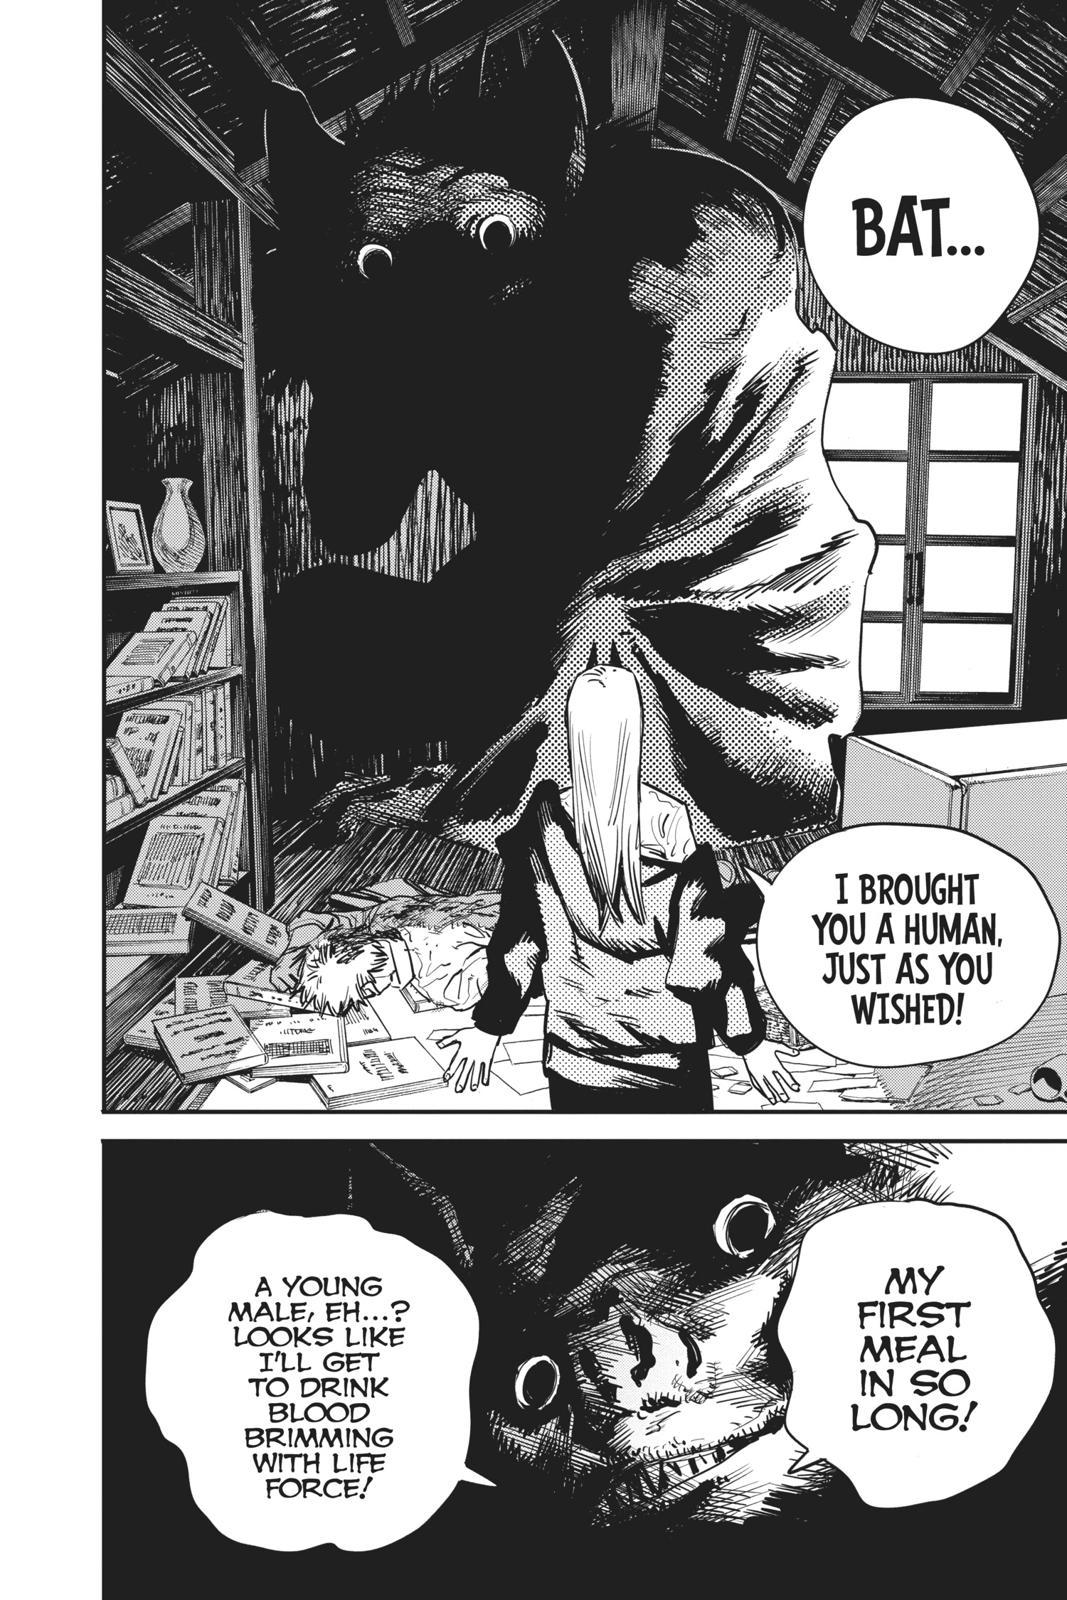 BAT...
I BROUGHT
YOU A HUMAN,
JUST AS YOU
WISHED!
MY
FIRST
MEAL
IN SO
LONG!
A YOUNG
MALE, EH...?
LOOKS LIKE
I'LL GET
TO DRINK
BLOOD
BRIMMING
WITH LIFE
FORCE!